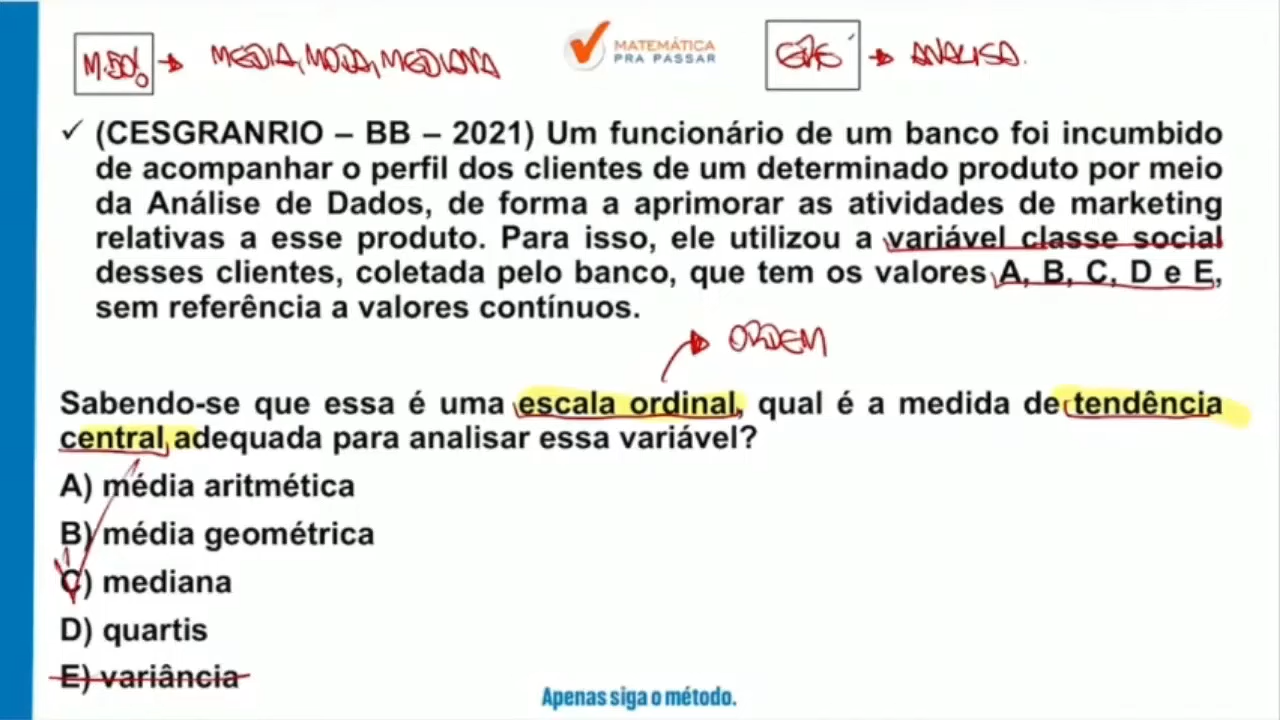 → MEDIA, MODA, MEDIANA
MATEMÁTICA
PRA PASSAR
→ ANALISA.
✓ (CESGRANRIO – BB – 2021) Um funcionário de um banco foi incumbido
de acompanhar o perfil dos clientes de um determinado produto por meio
da Análise de Dados, de forma a aprimorar as atividades de marketing
relativas a esse produto. Para isso, ele utilizou a variável classe social
desses clientes, coletada pelo banco, que tem os valores A, B, C, D e E,
sem referência a valores contínuos.
ORDEM
Sabendo-se que essa é uma escala ordinal, qual é a medida de tendência
central adequada para analisar essa variável?
A) média aritmética
B) média geométrica
C) mediana
D) quartis
E) variância
Apenas siga o método.